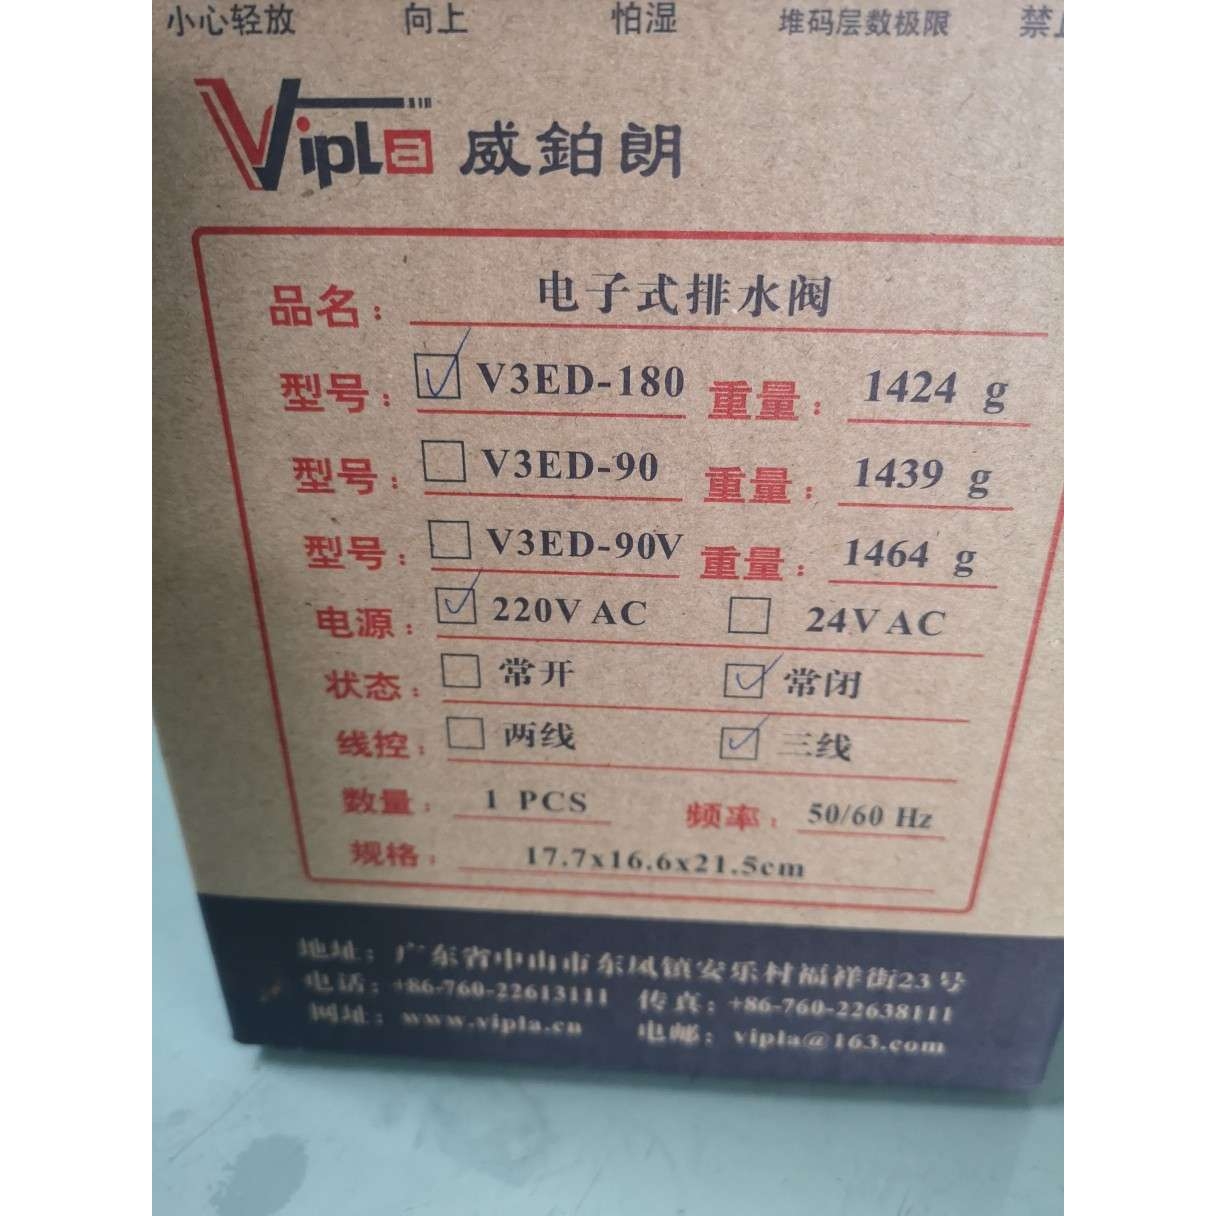 小心轻放 向上 怕湿 堆码层数极限 禁
Vipla 威鉑朗
品名： 电子式排水阀
型号： V3ED-180 重量： 1424 g
型号： V3ED-90 重量： 1439 g
型号： V3ED-90V 重量： 1464 g
电源： 220V AC 24V AC
状态： 常开 常闭
线控： 两线 三线
数量： 1 PCS 频率： 50/60 Hz
规格： 17.7x16.6x21.5cm
地址：广东省中山市东凤镇安乐村福祥街23号
电话：+86-760-22613111 传真：+86-760-22638111
网址：www.vipla.cn 电邮：vipla@163.com